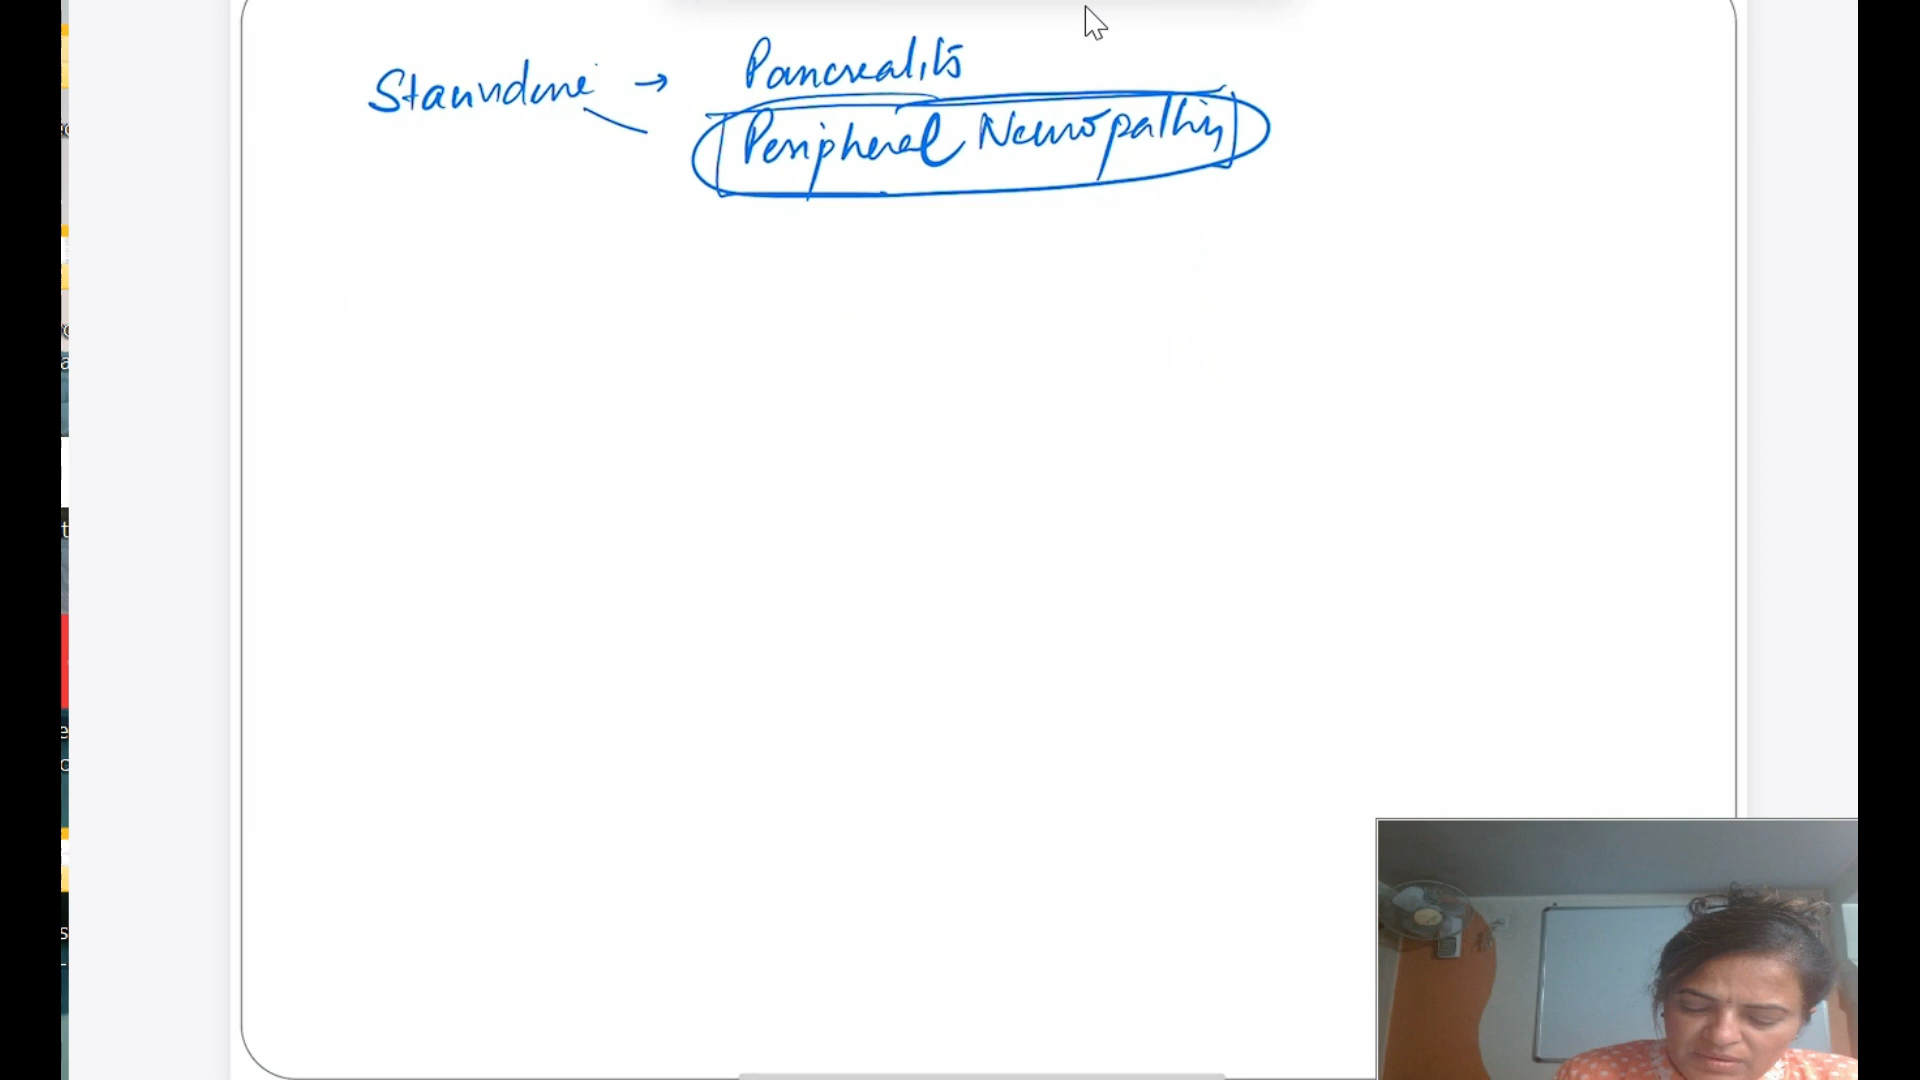 Stavudine → Pancreatitis
Peripheral Neuropathy